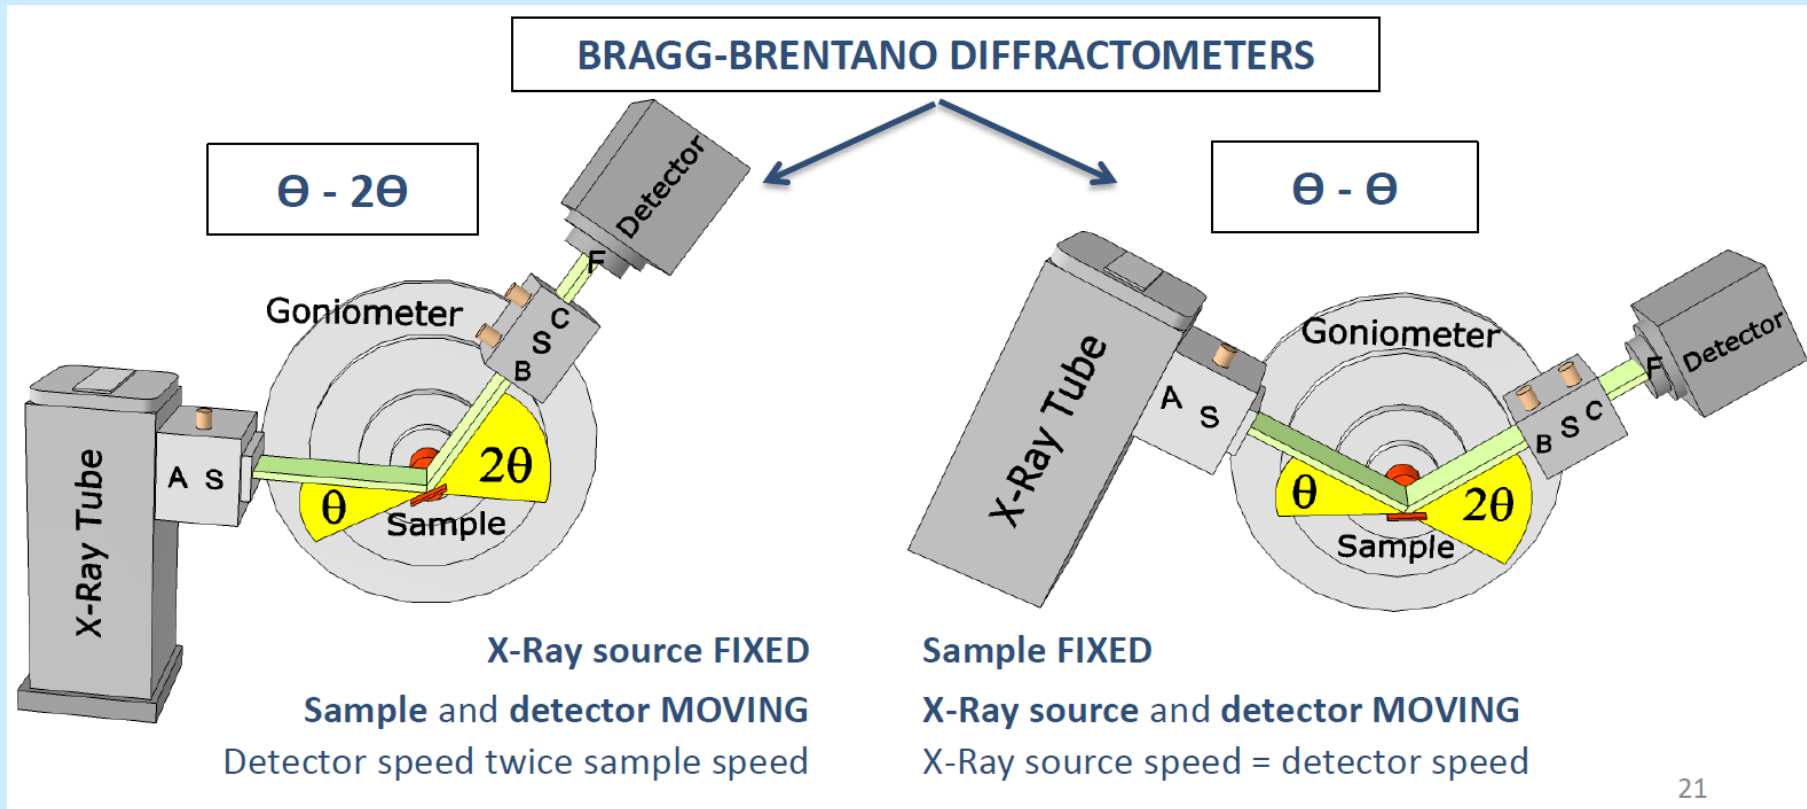 BRAGG-BRENTANO DIFFRACTOMETERS
Ɵ - 2Ɵ
Ɵ - Ɵ
Detector
F
Goniometer
C
S
B
X-Ray Tube
A S
θ
2θ
Sample
X-Ray Tube
A S
Goniometer
Detector
F
B S C
θ
2θ
Sample
X-Ray source FIXED
Sample and detector MOVING
Detector speed twice sample speed
Sample FIXED
X-Ray source and detector MOVING
X-Ray source speed = detector speed
21